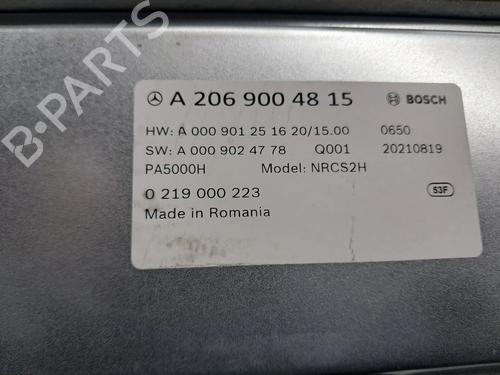 B-PARTS
A 206 900 48 15 BOSCH
HW: A 000 901 25 16 20/15.00 0650
SW: A 000 902 47 78 Q001 20210819
PA5000H Model: NRCS2H
0 219 000 223 53F
Made in Romania